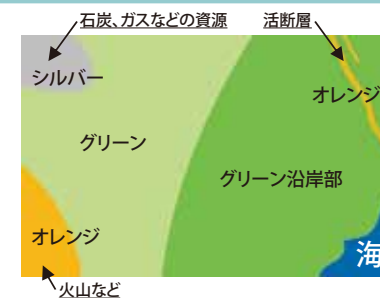 石炭、ガスなどの資源
活断層
シルバー
オレンジ
グリーン
グリーン沿岸部
オレンジ
海
火山など